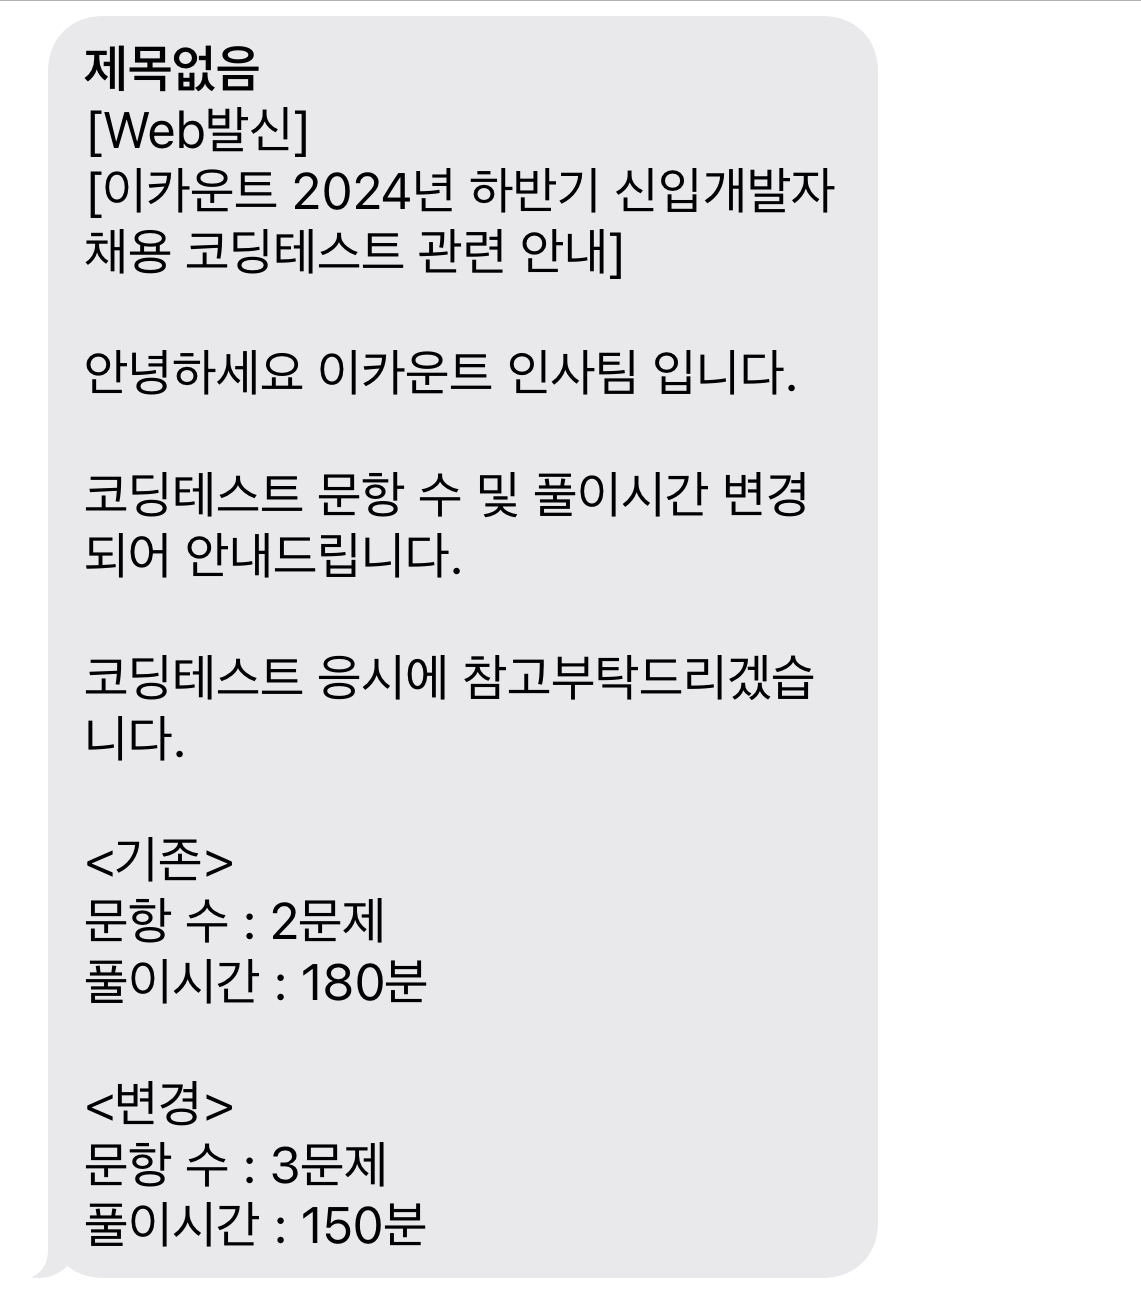 제목없음
[Web발신]
[이카운트 2024년 하반기 신입개발자
채용 코딩테스트 관련 안내]
안녕하세요 이카운트 인사팀 입니다.
코딩테스트 문항 수 및 풀이시간 변경
되어 안내드립니다.
코딩테스트 응시에 참고부탁드리겠습
니다.
<기존>
문항 수 : 2문제
풀이시간 : 180분
<변경>
문항 수 : 3문제
풀이시간 : 150분